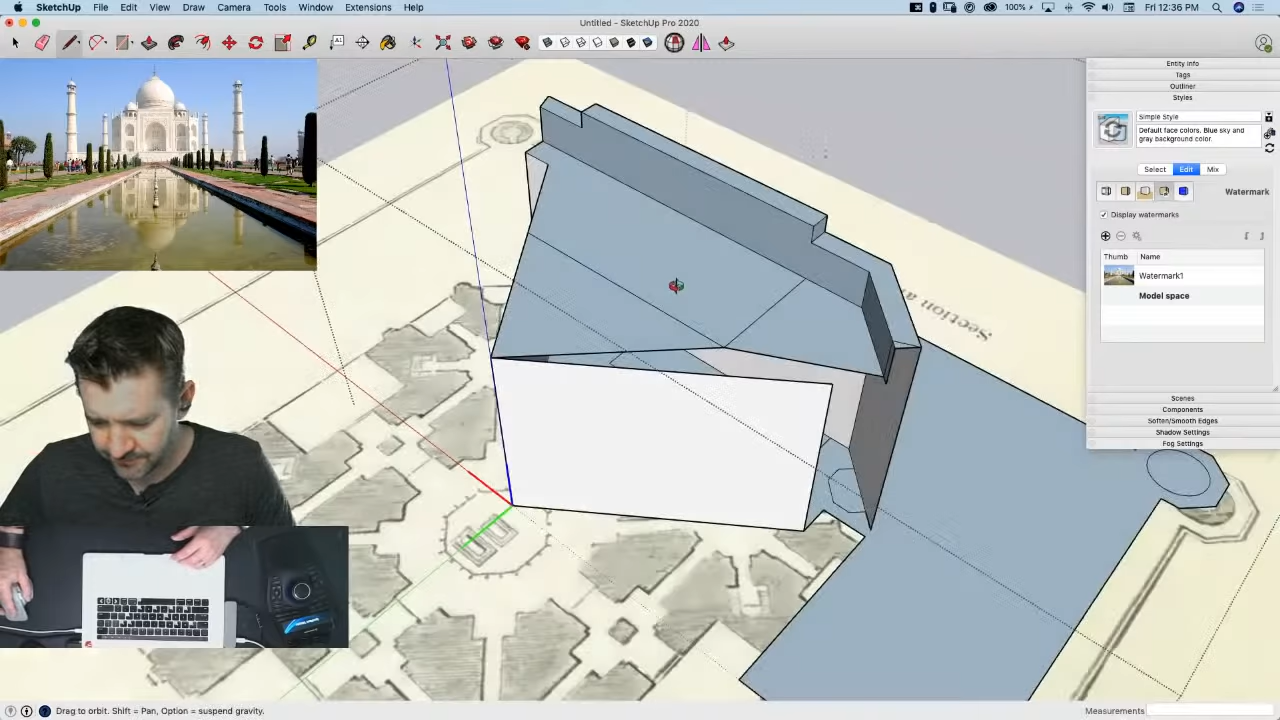 SketchUp File Edit View Draw Camera Tools Window Extensions Help
100% Fri 12:36 PM
Untitled - SketchUp Pro 2020
Entity Info
Tags
Outliner
Styles
Simple Style
Default face colors. Blue sky and
gray background color.
Select Edit Mix
Watermark
Display watermarks
Thumb Name
Watermark1
Model space
Scenes
Components
Soften/Smooth Edges
Shadow Settings
Fog Settings
Section a
Drag to orbit. Shift = Pan, Option = suspend gravity.
Measurements